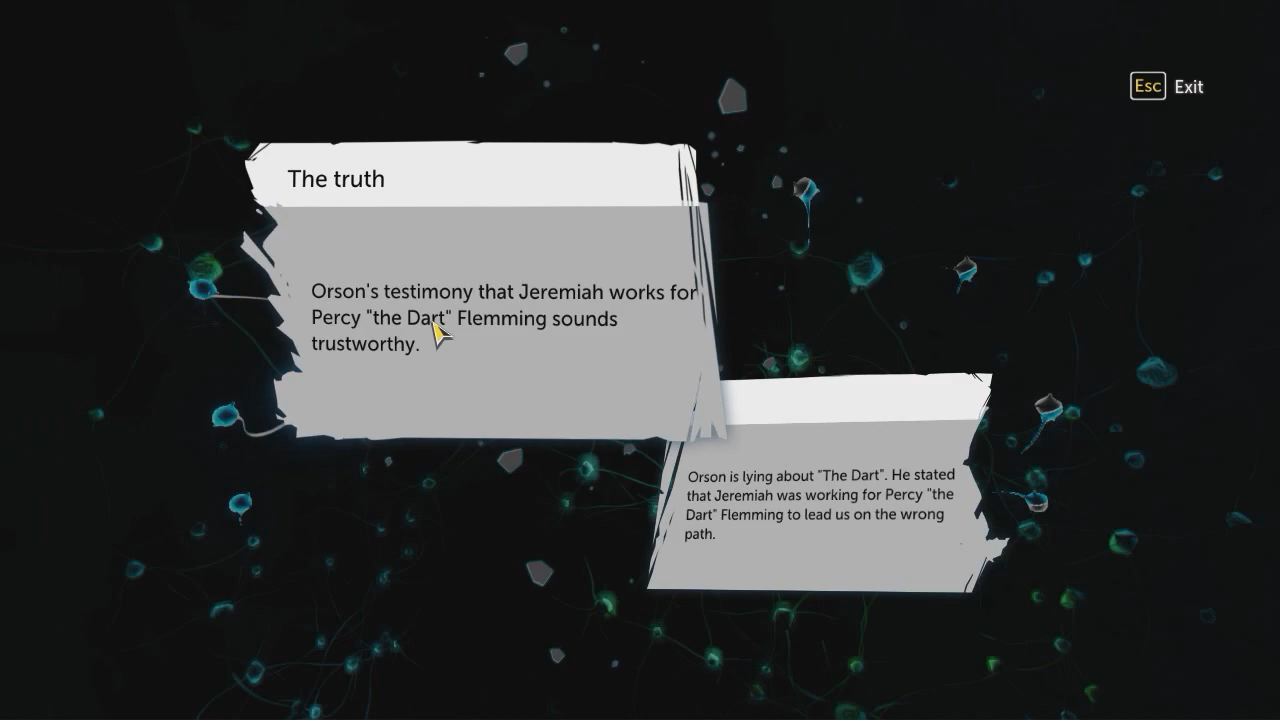 Esc Exit
The truth
Orson's testimony that Jeremiah works for
Percy "the Dart" Flemming sounds
trustworthy.
Orson is lying about "The Dart". He stated
that Jeremiah was working for Percy "the
Dart" Flemming to lead us on the wrong
path.